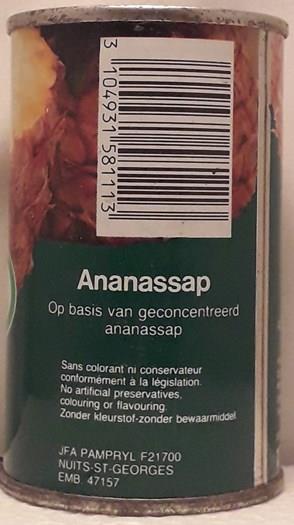 3 104931 581113
Ananassap
Op basis van geconcentreerd
ananassap
Sans colorant ni conservateur
conformément à la législation.
No artificial preservatives,
colouring or flavouring.
Zonder kleurstof-zonder bewaarmiddel
JFA PAMPRYL F21700
NUITS-ST-GEORGES
EMB 47157